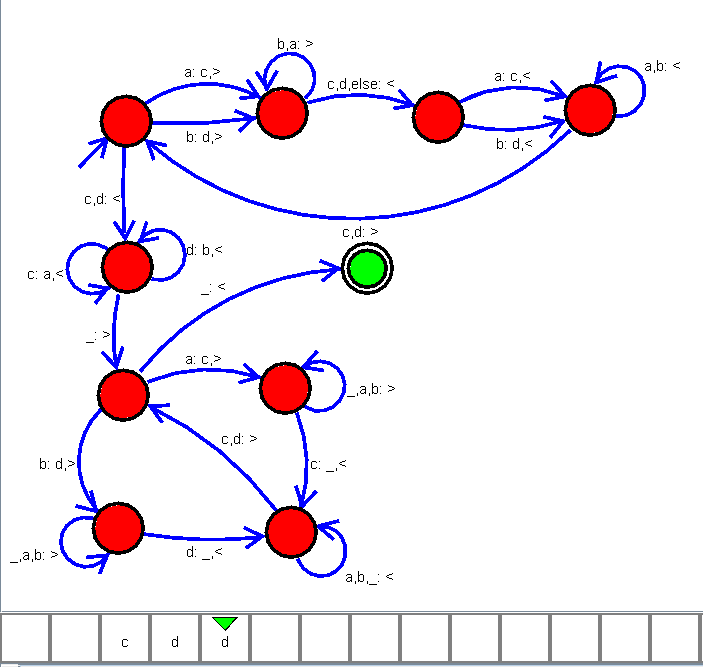 b,a: >
a: c,>
c,d,else: <
a: c,<
a,b: <
b: d,>
b: d,<
c,d: <
c,d: >
d: b,<
c: a,<
_: <
_: >
a: c,>
_,a,b: >
c,d: >
b: d,>
c: _,<
_,a,b: >
d: _,<
a,b,_: <
c d d